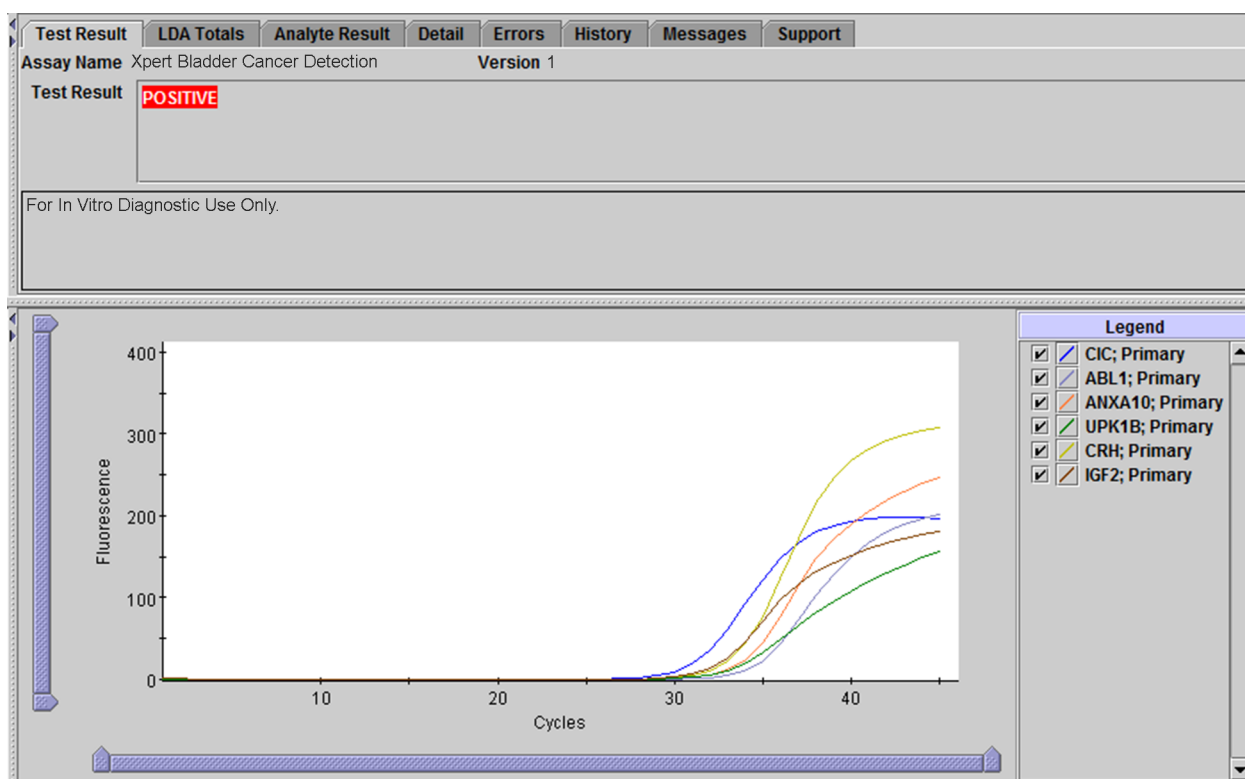 Test Result LDA Totals Analyte Result Detail Errors History Messages Support
Assay Name Xpert Bladder Cancer Detection Version 1
Test Result POSITIVE
For In Vitro Diagnostic Use Only.
Legend
CIC; Primary
ABL1; Primary
ANXA10; Primary
UPK1B; Primary
CRH; Primary
IGF2; Primary
400
300
200
100
0
Fluorescence
10 20 30 40
Cycles